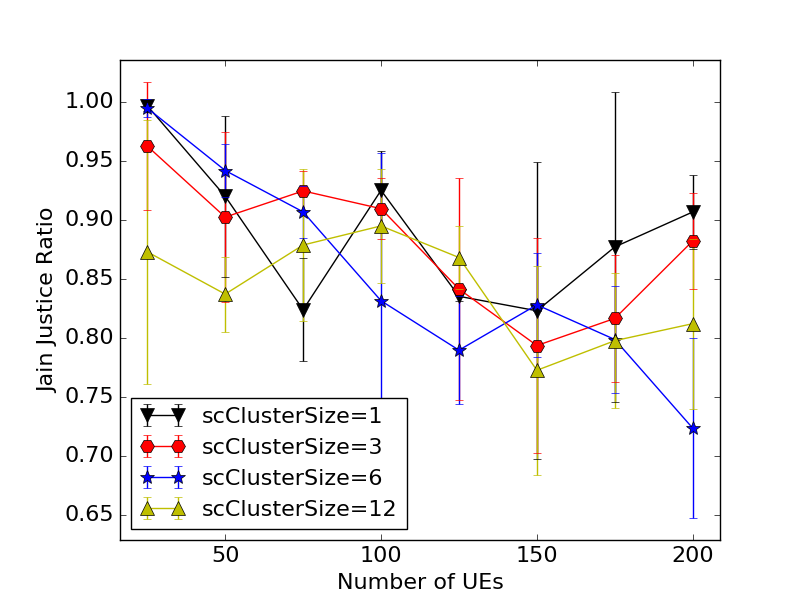 1.00
0.95
0.90
0.85
0.80
0.75
0.70
0.65
Jain Justice Ratio
scClusterSize=1
scClusterSize=3
scClusterSize=6
scClusterSize=12
50
100
150
200
Number of UEs